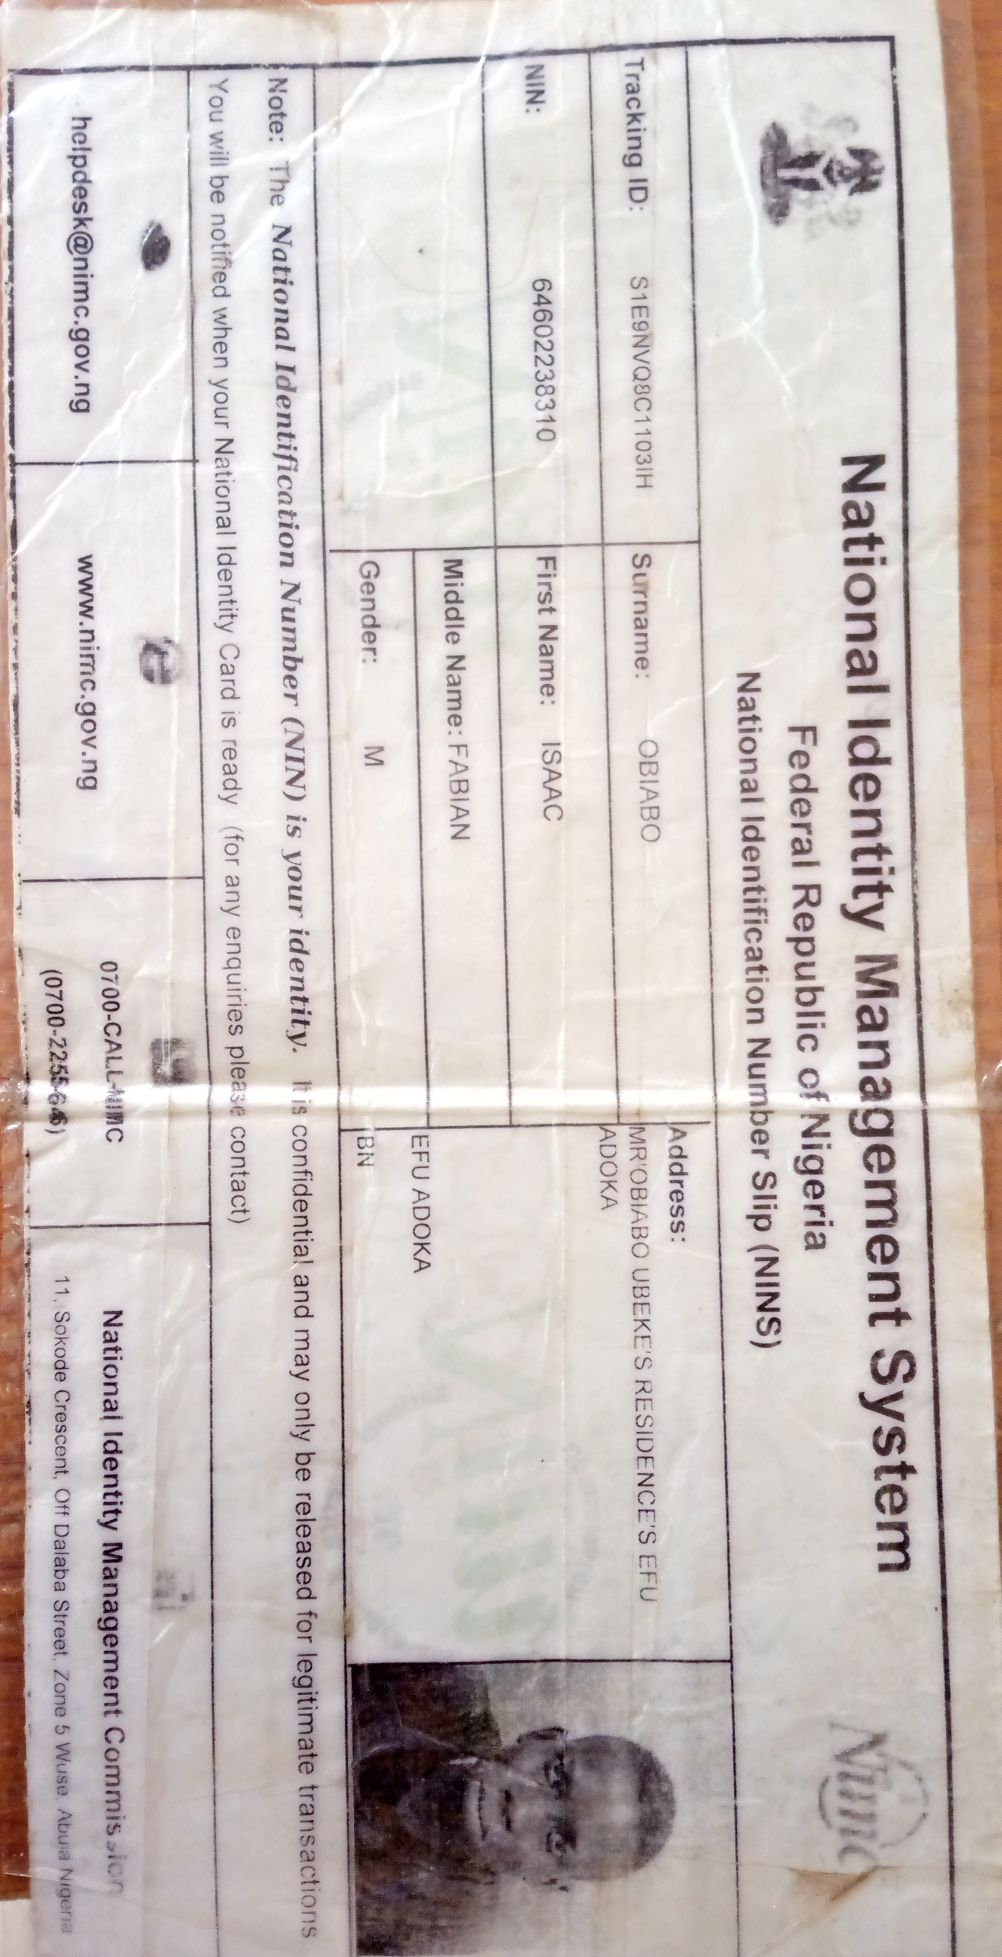 National Identity Management System
Federal Republic of Nigeria
National Identification Number Slip (NINS)
Nimc
Tracking ID: S1E9NVQ8C1103IH
Surname: OBIABO
Address:
MR'OBIABO UBEKE'S RESIDENCE'S EFU
ADOKA
NIN: 64602238310
First Name: ISAAC
Middle Name: FABIAN
EFU ADOKA
Gender: M
BN
Note: The National Identification Number (NIN) is your identity. It is confidential and may only be released for legitimate transactions
You will be notified when your National Identity Card is ready (for any enquiries please contact)
helpdesk@nimc.gov.ng
www.nimc.gov.ng
0700-CALL-NIMC
(0700-2255-646)
National Identity Management Commission
11, Sokode Crescent, Off Dalaba Street, Zone 5 Wuse, Abuja Nigeria